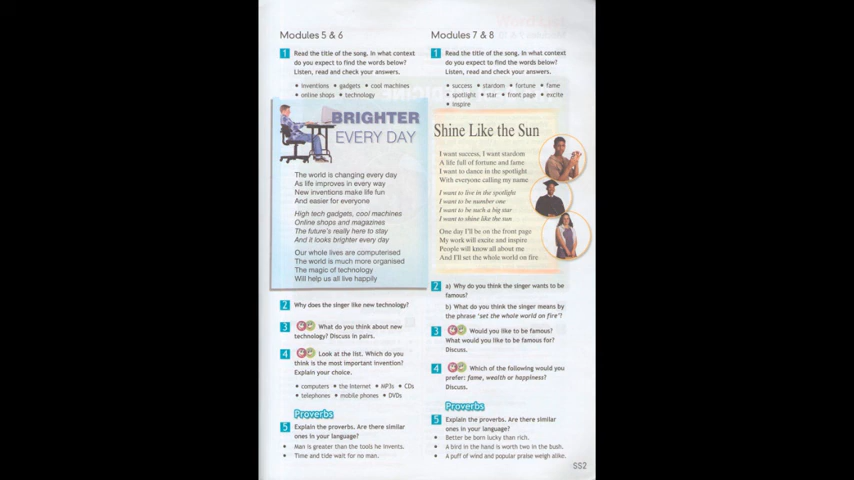 Modules 5 & 6
1 Read the title of the song. In what context
do you expect to find the words below?
Listen, read and check your answers.
• inventions • gadgets • cool machines
• online shops • technology
BRIGHTER
EVERY DAY
The world is changing every day
As life improves in every way
New inventions make life fun
And easier for everyone
High tech gadgets, cool machines
Online shops and magazines
The future's really here to stay
And it looks brighter every day
Our whole lives are computerised
The world is much more organised
The magic of technology
Will help us all live happily
2 Why does the singer like new technology?
3 What do you think about new
technology? Discuss in pairs.
4 Look at the list. Which do you
think is the most important invention?
Explain your choice.
• computers • the Internet • MP3s • CDs
• telephones • mobile phones • DVDs
Proverbs
5 Explain the proverbs. Are there similar
ones in your language?
• Man is greater than the tools he invents.
• Time and tide wait for no man.
Modules 7 & 8
1 Read the title of the song. In what context
do you expect to find the words below?
Listen, read and check your answers.
• success • stardom • fortune • fame
• spotlight • star • front page • excite
• inspire
Shine Like the Sun
I want success, I want stardom
A life full of fortune and fame
I want to dance in the spotlight
With everyone calling my name
I want to live in the spotlight
I want to be number one
I want to be such a big star
I want to shine like the sun
One day I'll be on the front page
My work will excite and inspire
People will know all about me
And I'll set the whole world on fire
2 a) Why do you think the singer wants to be
famous?
b) What do you think the singer means by
the phrase 'set the whole world on fire'?
3 Would you like to be famous?
What would you like to be famous for?
Discuss.
4 Which of the following would you
prefer: fame, wealth or happiness?
Discuss.
Proverbs
5 Explain the proverbs. Are there similar
ones in your language?
• Better be born lucky than rich.
• A bird in the hand is worth two in the bush.
• A puff of wind and popular praise weigh alike.
SS2